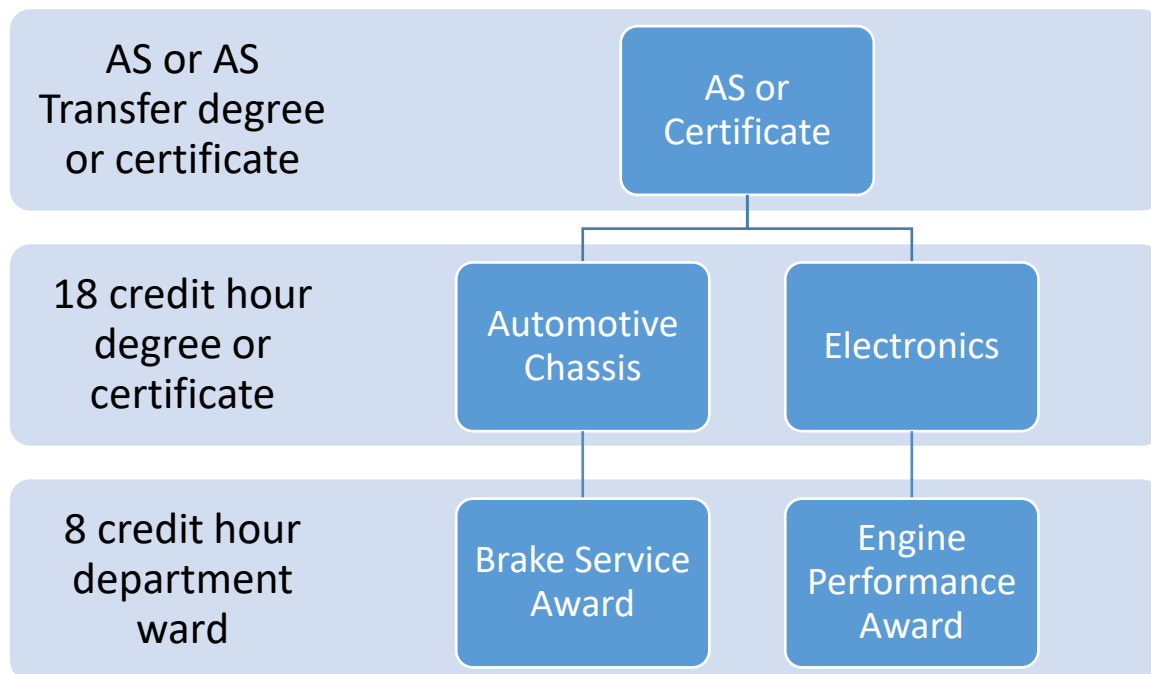 AS or AS
Transfer degree
or certificate
AS or
Certificate
18 credit hour
degree or
certificate
Automotive
Chassis
Electronics
8 credit hour
department
ward
Brake Service
Award
Engine
Performance
Award